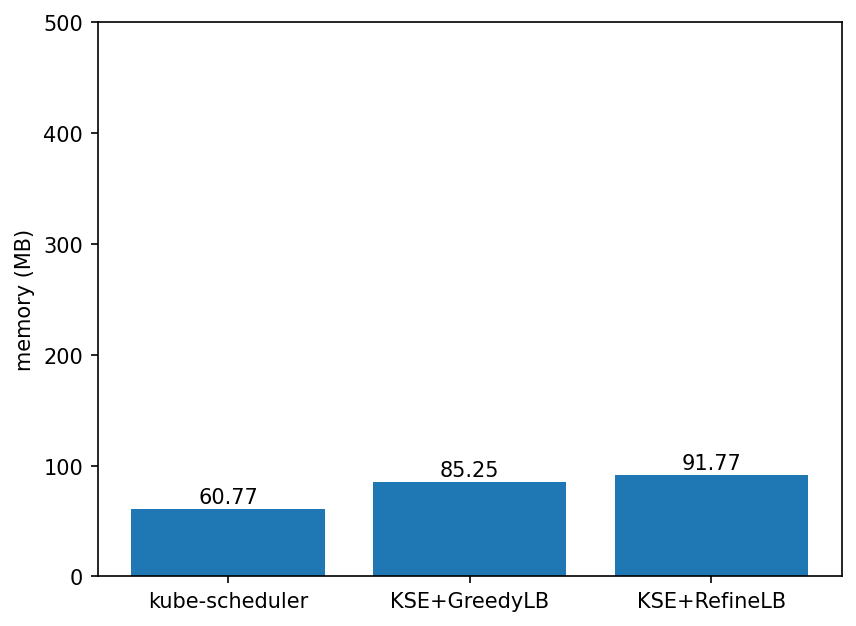 500
400
300
200
100
0
memory (MB)
60.77
85.25
91.77
kube-scheduler
KSE+GreedyLB
KSE+RefineLB